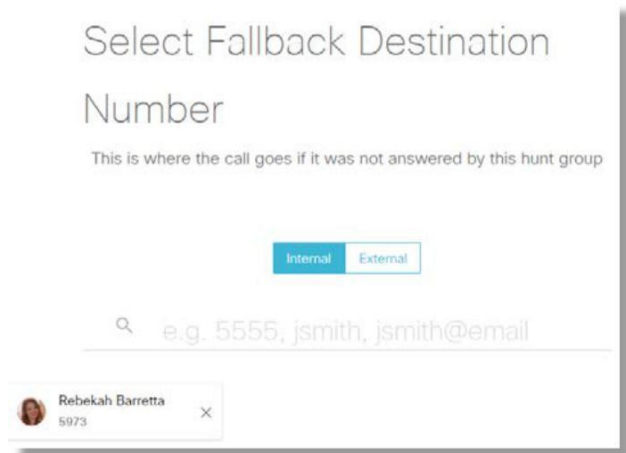 Select Fallback Destination
Number
This is where the call goes if it was not answered by this hunt group
Internal External
e.g. 5555, jsmith, jsmith@email
Rebekah Barretta
5973